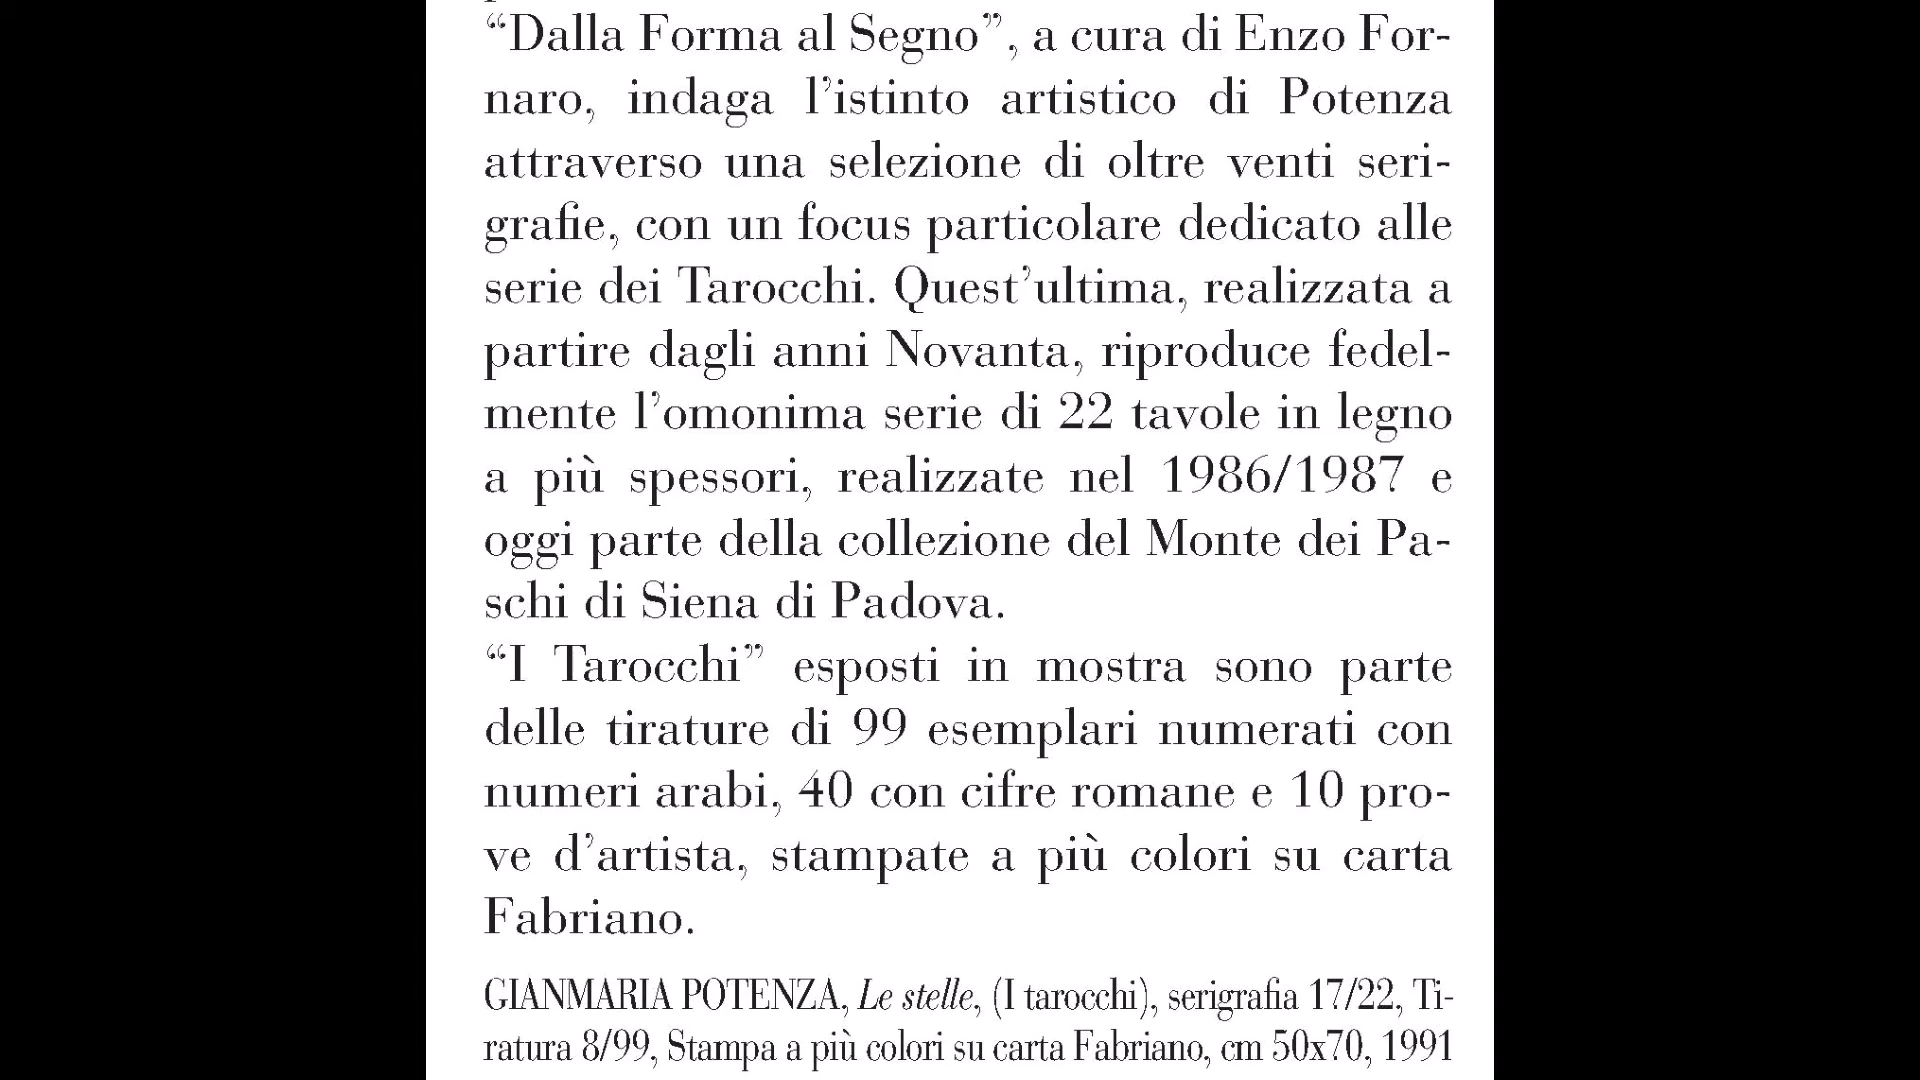 “Dalla Forma al Segno”, a cura di Enzo For-
naro, indaga l’istinto artistico di Potenza
attraverso una selezione di oltre venti seri-
grafie, con un focus particolare dedicato alle
serie dei Tarocchi. Quest’ultima, realizzata a
partire dagli anni Novanta, riproduce fedel-
mente l’omonima serie di 22 tavole in legno
a più spessori, realizzate nel 1986/1987 e
oggi parte della collezione del Monte dei Pa-
schi di Siena di Padova.
“I Tarocchi” esposti in mostra sono parte
delle tirature di 99 esemplari numerati con
numeri arabi, 40 con cifre romane e 10 pro-
ve d’artista, stampate a più colori su carta
Fabriano.
GIANMARIA POTENZA, Le stelle, (I tarocchi), serigrafia 17/22, Ti-
ratura 8/99, Stampa a più colori su carta Fabriano, cm 50x70, 1991